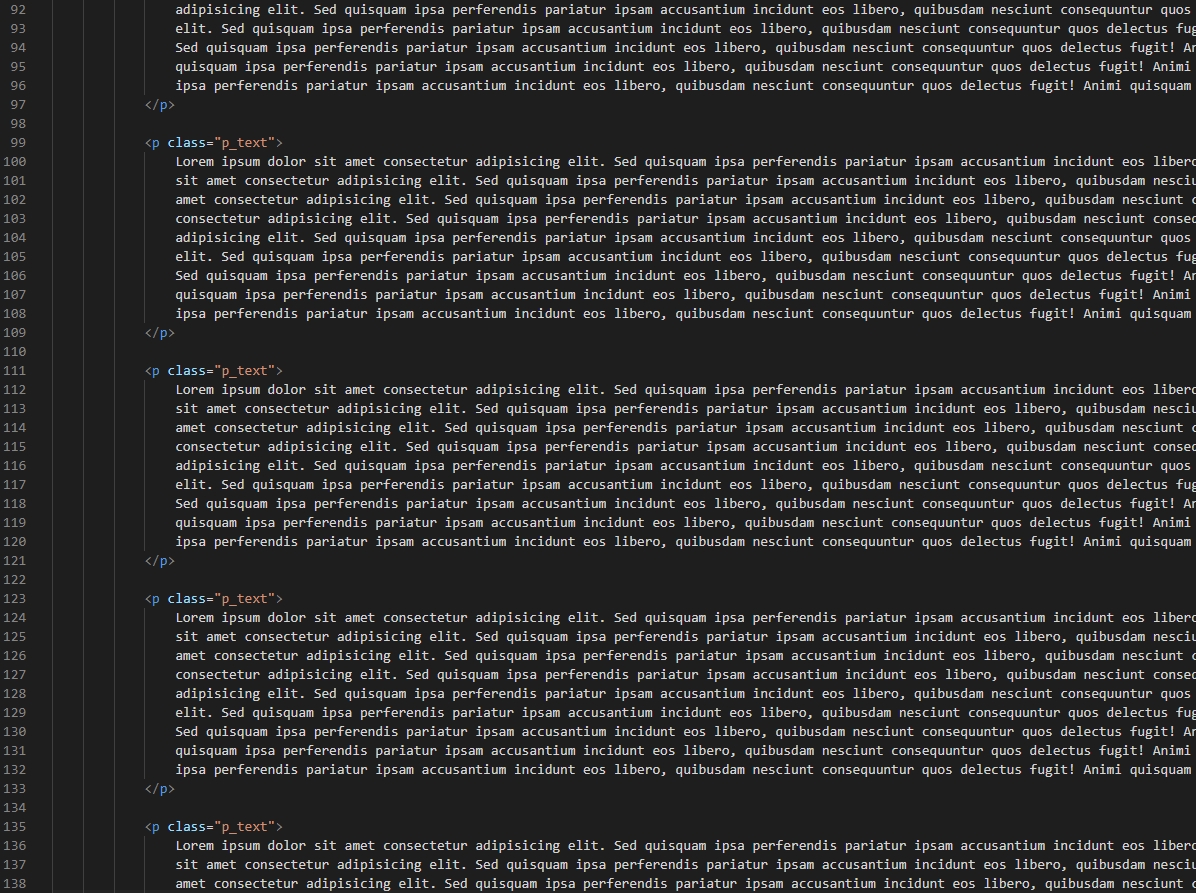 92 adipisicing elit. Sed quisquam ipsa perferendis pariatur ipsam accusantium incidunt eos libero, quibusdam nesciunt consequuntur quos
93 elit. Sed quisquam ipsa perferendis pariatur ipsam accusantium incidunt eos libero, quibusdam nesciunt consequuntur quos delectus
94 Sed quisquam ipsa perferendis pariatur ipsam accusantium incidunt eos libero, quibusdam nesciunt consequuntur quos delectus fugit!
95 quisquam ipsa perferendis pariatur ipsam accusantium incidunt eos libero, quibusdam nesciunt consequuntur quos delectus fugit! Animi
96 ipsa perferendis pariatur ipsam accusantium incidunt eos libero, quibusdam nesciunt consequuntur quos delectus fugit! Animi quisquam
97 </p>
98
99 <p class="p_text">
100 Lorem ipsum dolor sit amet consectetur adipisicing elit. Sed quisquam ipsa perferendis pariatur ipsam accusantium incidunt eos
101 sit amet consectetur adipisicing elit. Sed quisquam ipsa perferendis pariatur ipsam accusantium incidunt eos libero, quibusdam
102 amet consectetur adipisicing elit. Sed quisquam ipsa perferendis pariatur ipsam accusantium incidunt eos libero, quibusdam nesciunt
103 consectetur adipisicing elit. Sed quisquam ipsa perferendis pariatur ipsam accusantium incidunt eos libero, quibusdam nesciunt
104 adipisicing elit. Sed quisquam ipsa perferendis pariatur ipsam accusantium incidunt eos libero, quibusdam nesciunt consequuntur quos
105 elit. Sed quisquam ipsa perferendis pariatur ipsam accusantium incidunt eos libero, quibusdam nesciunt consequuntur quos delectus
106 Sed quisquam ipsa perferendis pariatur ipsam accusantium incidunt eos libero, quibusdam nesciunt consequuntur quos delectus fugit!
107 quisquam ipsa perferendis pariatur ipsam accusantium incidunt eos libero, quibusdam nesciunt consequuntur quos delectus fugit! Animi
108 ipsa perferendis pariatur ipsam accusantium incidunt eos libero, quibusdam nesciunt consequuntur quos delectus fugit! Animi quisquam
109 </p>
110
111 <p class="p_text">
112 Lorem ipsum dolor sit amet consectetur adipisicing elit. Sed quisquam ipsa perferendis pariatur ipsam accusantium incidunt eos
113 sit amet consectetur adipisicing elit. Sed quisquam ipsa perferendis pariatur ipsam accusantium incidunt eos libero, quibusdam
114 amet consectetur adipisicing elit. Sed quisquam ipsa perferendis pariatur ipsam accusantium incidunt eos libero, quibusdam nesciunt
115 consectetur adipisicing elit. Sed quisquam ipsa perferendis pariatur ipsam accusantium incidunt eos libero, quibusdam nesciunt
116 adipisicing elit. Sed quisquam ipsa perferendis pariatur ipsam accusantium incidunt eos libero, quibusdam nesciunt consequuntur quos
117 elit. Sed quisquam ipsa perferendis pariatur ipsam accusantium incidunt eos libero, quibusdam nesciunt consequuntur quos delectus
118 Sed quisquam ipsa perferendis pariatur ipsam accusantium incidunt eos libero, quibusdam nesciunt consequuntur quos delectus fugit!
119 quisquam ipsa perferendis pariatur ipsam accusantium incidunt eos libero, quibusdam nesciunt consequuntur quos delectus fugit! Animi
120 ipsa perferendis pariatur ipsam accusantium incidunt eos libero, quibusdam nesciunt consequuntur quos delectus fugit! Animi quisquam
121 </p>
122
123 <p class="p_text">
124 Lorem ipsum dolor sit amet consectetur adipisicing elit. Sed quisquam ipsa perferendis pariatur ipsam accusantium incidunt eos
125 sit amet consectetur adipisicing elit. Sed quisquam ipsa perferendis pariatur ipsam accusantium incidunt eos libero, quibusdam
126 amet consectetur adipisicing elit. Sed quisquam ipsa perferendis pariatur ipsam accusantium incidunt eos libero, quibusdam nesciunt
127 consectetur adipisicing elit. Sed quisquam ipsa perferendis pariatur ipsam accusantium incidunt eos libero, quibusdam nesciunt
128 adipisicing elit. Sed quisquam ipsa perferendis pariatur ipsam accusantium incidunt eos libero, quibusdam nesciunt consequuntur quos
129 elit. Sed quisquam ipsa perferendis pariatur ipsam accusantium incidunt eos libero, quibusdam nesciunt consequuntur quos delectus
130 Sed quisquam ipsa perferendis pariatur ipsam accusantium incidunt eos libero, quibusdam nesciunt consequuntur quos delectus fugit!
131 quisquam ipsa perferendis pariatur ipsam accusantium incidunt eos libero, quibusdam nesciunt consequuntur quos delectus fugit! Animi
132 ipsa perferendis pariatur ipsam accusantium incidunt eos libero, quibusdam nesciunt consequuntur quos delectus fugit! Animi quisquam
133 </p>
134
135 <p class="p_text">
136 Lorem ipsum dolor sit amet consectetur adipisicing elit. Sed quisquam ipsa perferendis pariatur ipsam accusantium incidunt eos
137 sit amet consectetur adipisicing elit. Sed quisquam ipsa perferendis pariatur ipsam accusantium incidunt eos libero, quibusdam
138 amet consectetur adipisicing elit. Sed quisquam ipsa perferendis pariatur ipsam accusantium incidunt eos libero, quibusdam nesciunt